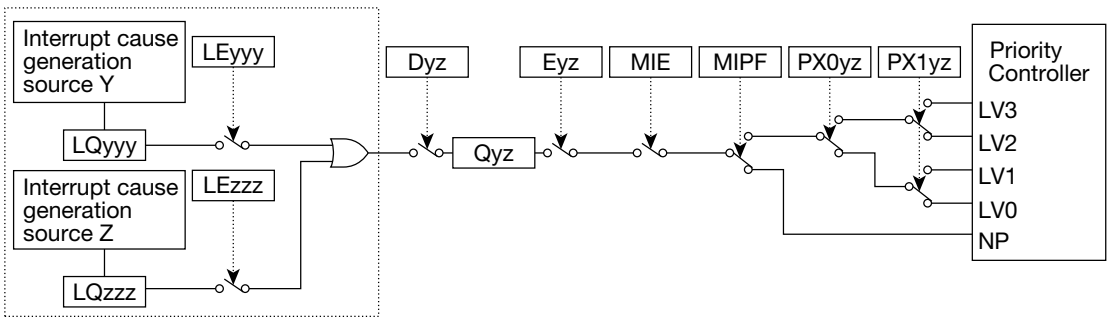 Interrupt cause
generation
source Y
LEyyy
LQyyy
Interrupt cause
generation
source Z
LEzzz
LQzzz
Dyz
Qyz
Eyz
MIE
MIPF
PX0yz
PX1yz
Priority
Controller
LV3
LV2
LV1
LV0
NP